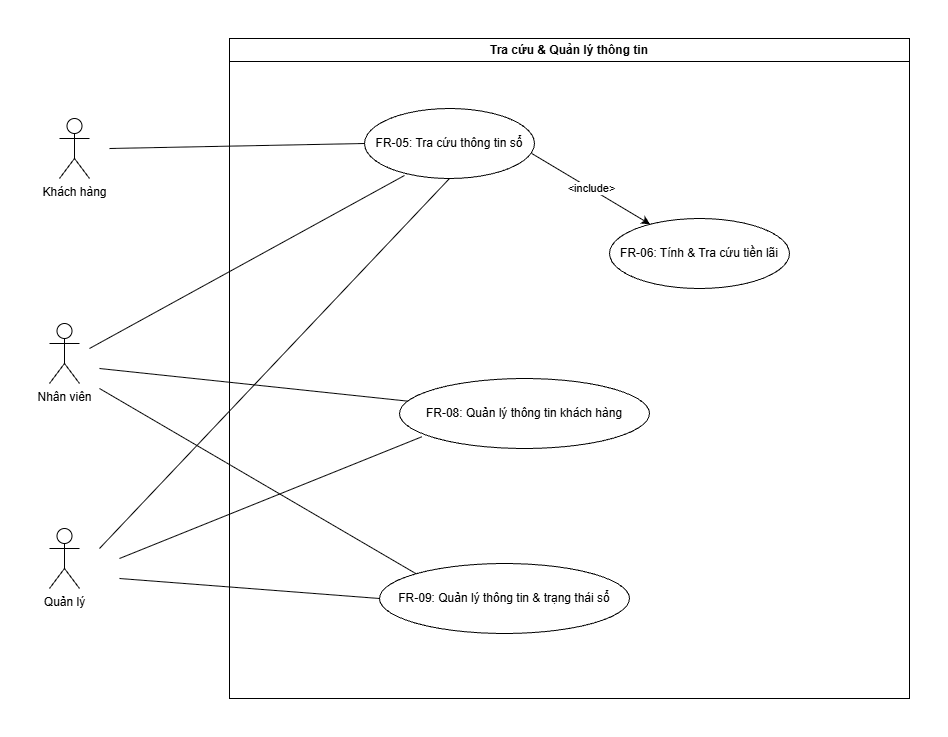 Tra cứu & Quản lý thông tin
Khách hàng
FR-05: Tra cứu thông tin sổ
<include>
FR-06: Tính & Tra cứu tiền lãi
Nhân viên
FR-08: Quản lý thông tin khách hàng
Quản lý
FR-09: Quản lý thông tin & trạng thái sổ